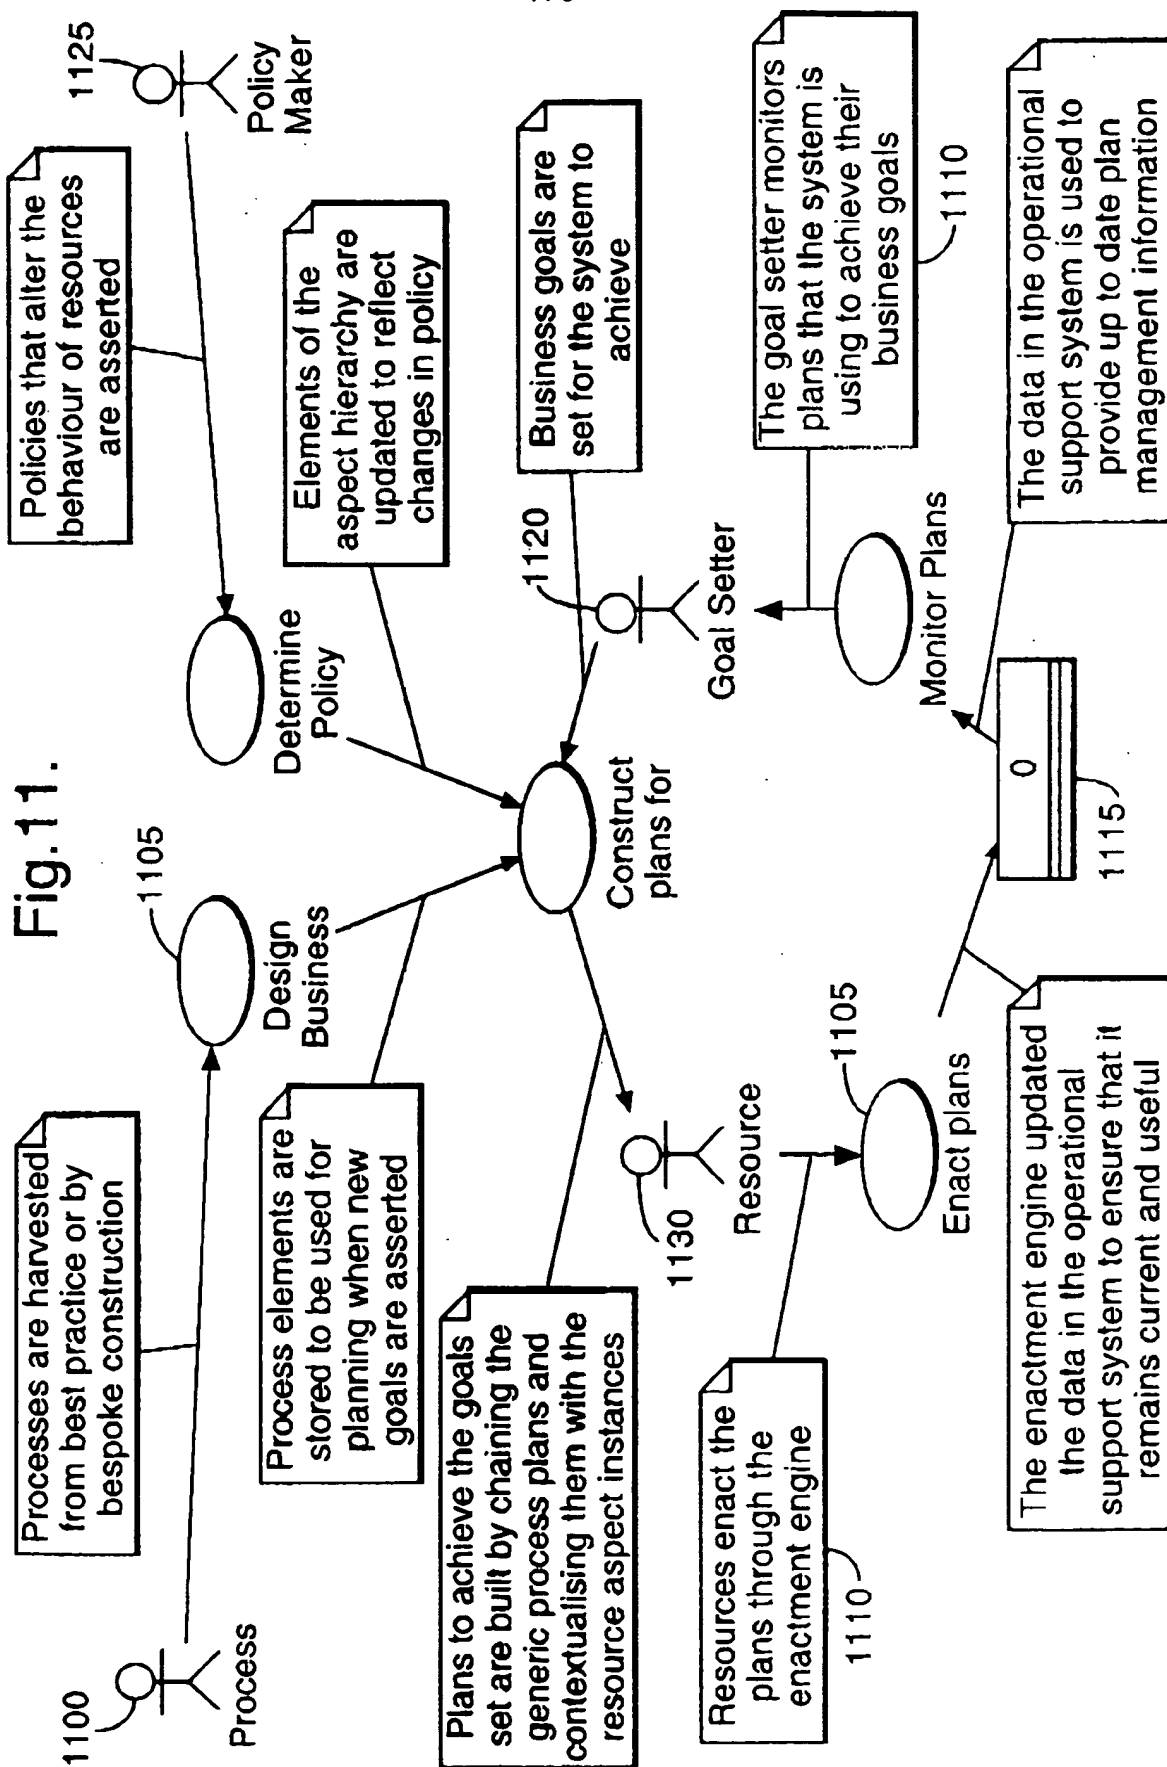 Fig.11.
1100
Process
Processes are harvested
from best practice or by
bespoke construction
1105
Design
Business
Policies that alter the
behaviour of resources
are asserted
1125
Policy
Maker
Determine
Policy
Process elements are
stored to be used for
planning when new
goals are asserted
Elements of the
aspect hierarchy are
updated to reflect
changes in policy
Plans to achieve the goals
set are built by chaining the
generic process plans and
contextualising them with the
resource aspect instances
Construct
plans for
Business goals are
set for the system to
achieve
1120
Goal Setter
1130
Resource
Resources enact the
plans through the
enactment engine
1110
1105
Enact plans
The goal setter monitors
plans that the system is
using to achieve their
business goals
1110
Monitor Plans
0
1115
The enactment engine updated
the data in the operational
support system to ensure that it
remains current and useful
The data in the operational
support system is used to
provide up to date plan
management information